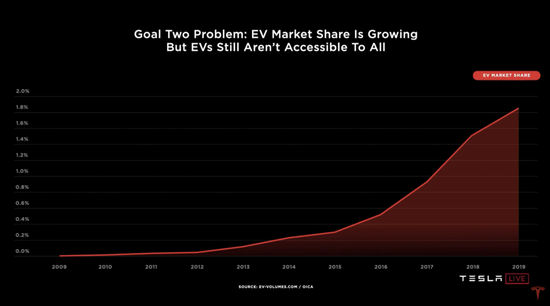 Goal Two Problem: EV Market Share Is Growing
But EVs Still Aren't Accessible To All
EV MARKET SHARE
2.0%
1.8%
1.6%
1.4%
1.2%
1.0%
0.8%
0.6%
0.4%
0.2%
0.0%
2009 2010 2011 2012 2013 2014 2015 2016 2017 2018 2019
TESLA LIVE
SOURCE: EV-VOLUMES.COM / OICA